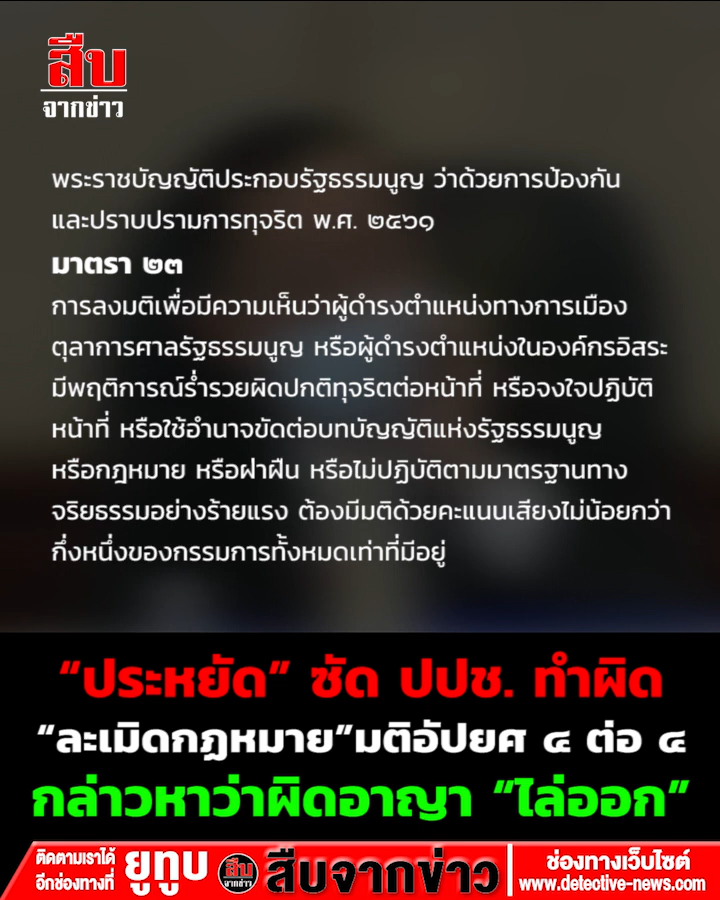 สืบ
จากข่าว
พระราชบัญญัติประกอบรัฐธรรมนูญ ว่าด้วยการป้องกัน
และปราบปรามการทุจริต พ.ศ. ๒๕๖๑
มาตรา ๒๓
การลงมติเพื่อมีความเห็นว่าผู้ดำรงตำแหน่งทางการเมือง
ตุลาการศาลรัฐธรรมนูญ หรือผู้ดำรงตำแหน่งในองค์กรอิสระ
มีพฤติการณ์ร่ำรวยผิดปกติทุจริตต่อหน้าที่ หรือจงใจปฏิบัติ
หน้าที่ หรือใช้อำนาจขัดต่อบทบัญญัติแห่งรัฐธรรมนูญ
หรือกฎหมาย หรือฝ่าฝืน หรือไม่ปฏิบัติตามมาตรฐานทาง
จริยธรรมอย่างร้ายแรง ต้องมีมติด้วยคะแนนเสียงไม่น้อยกว่า
กึ่งหนึ่งของกรรมการทั้งหมดเท่าที่มีอยู่
“ประหยัด” ซัด ปปช. ทำผิด
“ละเมิดกฎหมาย”มติอัปยศ ๔ ต่อ ๔
กล่าวหาว่าผิดอาญา “ไล่ออก”
ติดตามเราได้
อีกช่องทางที่
ยูทูบ
สืบ
จากข่าว
สืบจากข่าว
ช่องทางเว็บไซต์
www.detective-news.com